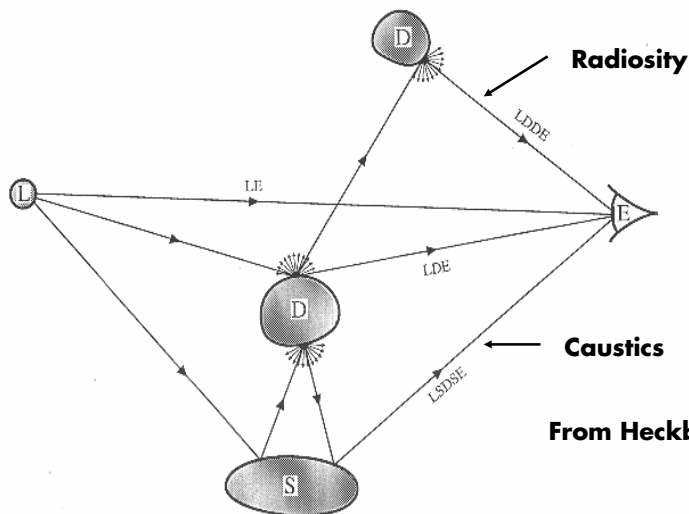 D
Radiosity
LDDE
L
LE
E
LDE
D
Caustics
LSDSE
From Heckb
S